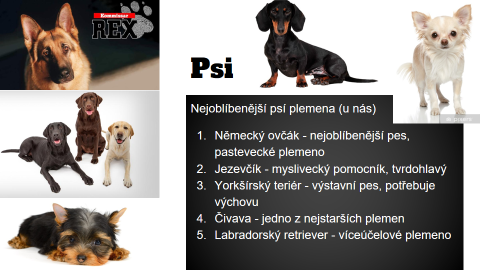 Kommissar
REX
Psi
Nejoblíbenější psí plemena (u nás)
1. Německý ovčák - nejoblíbenější pes,
pastevecké plemeno
2. Jezevčík - myslivecký pomocník, tvrdohlavý
3. Yorkšírský teriér - výstavní pes, potřebuje
výchovu
4. Čivava - jedno z nejstarších plemen
5. Labradorský retriever - víceúčelové plemeno